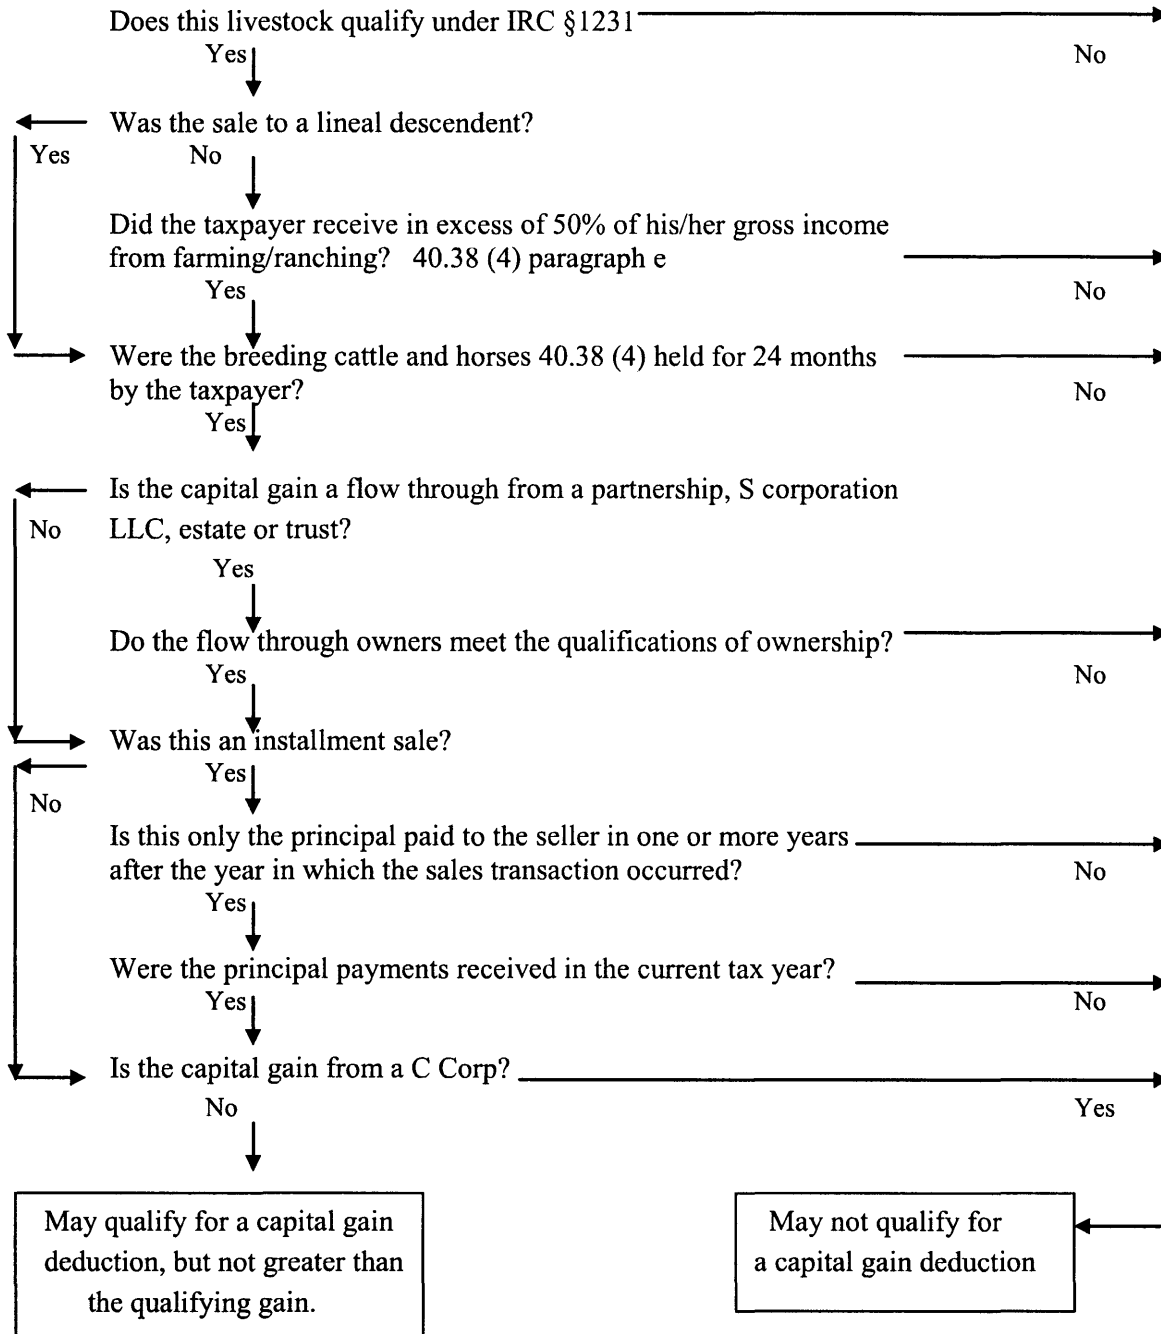 Does this livestock qualify under IRC §1231
Yes
No
Was the sale to a lineal descendent?
Yes
No
Did the taxpayer receive in excess of 50% of his/her gross income
from farming/ranching? 40.38 (4) paragraph e
Yes
No
Were the breeding cattle and horses 40.38 (4) held for 24 months
by the taxpayer?
No
Yes
Is the capital gain a flow through from a partnership, S corporation
No
LLC, estate or trust?
Yes
Do the flow through owners meet the qualifications of ownership?
Yes
No
Was this an installment sale?
Yes
No
Is this only the principal paid to the seller in one or more years
after the year in which the sales transaction occurred?
No
Yes
Were the principal payments received in the current tax year?
Yes
No
Is the capital gain from a C Corp?
No
Yes
May qualify for a capital gain
deduction, but not greater than
the qualifying gain.
May not qualify for
a capital gain deduction